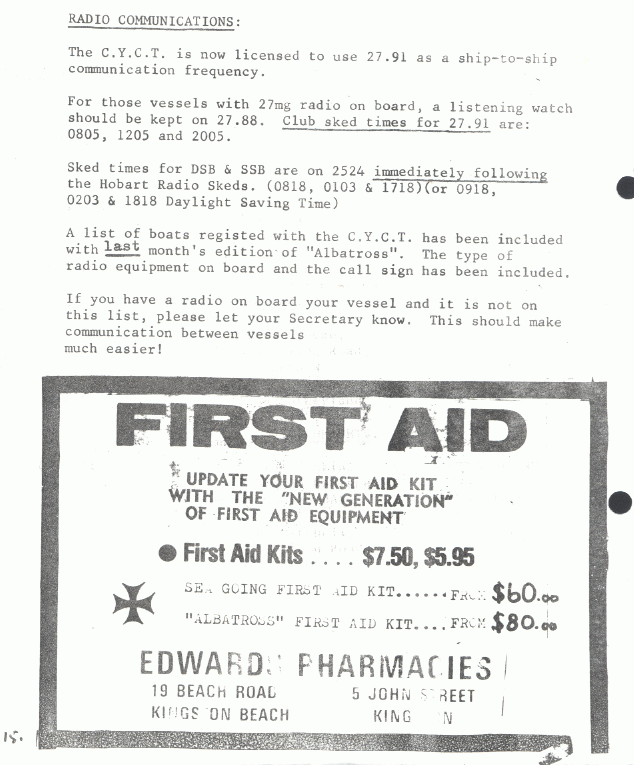 RADIO COMMUNICATIONS:
The C.Y.C.T. is now licensed to use 27.91 as a ship-to-ship
communication frequency.
For those vessels with 27mg radio on board, a listening watch
should be kept on 27.88. Club sked times for 27.91 are:
0805, 1205 and 2005.
Sked times for DSB & SSB are on 2524 immediately following
the Hobart Radio Skeds. (0818, 0103 & 1718)(or 0918,
0203 & 1818 Daylight Saving Time)
A list of boats registed with the C.Y.C.T. has been included
with last month's edition of "Albatross". The type of
radio equipment on board and the call sign has been included.
If you have a radio on board your vessel and it is not on
this list, please let your Secretary know. This should make
communication between vessels
much easier!
FIRST AID
UPDATE YOUR FIRST AID KIT
WITH THE "NEW GENERATION"
OF FIRST AID EQUIPMENT
● First Aid Kits .... $7.50, $5.95
SEA GOING FIRST AID KIT......FROM $60.00
"ALBATROSS" FIRST AID KIT....FROM $80.00
EDWARDS PHARMACIES
19 BEACH ROAD 5 JOHN STREET
KINGSTON BEACH
15.